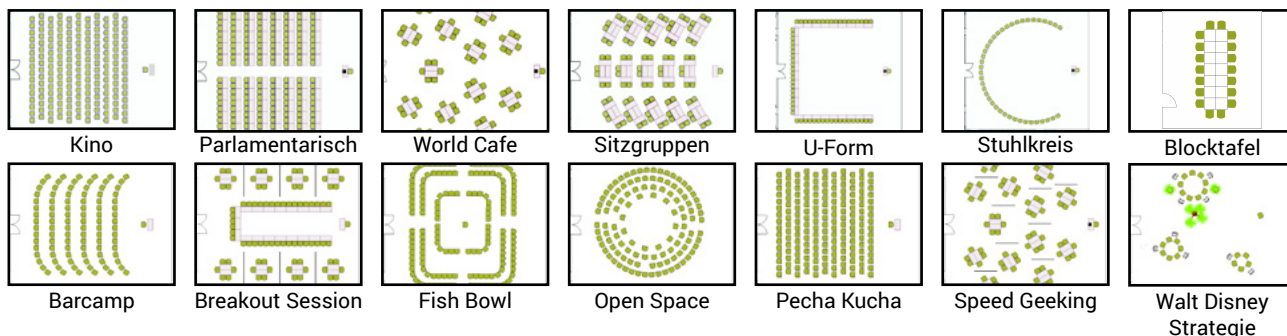 Kino
Parlamentarisch
World Cafe
Sitzgruppen
U-Form
Stuhlkreis
Blocktafel
Barcamp
Breakout Session
Fish Bowl
Open Space
Pecha Kucha
Speed Geeking
Walt Disney
Strategie